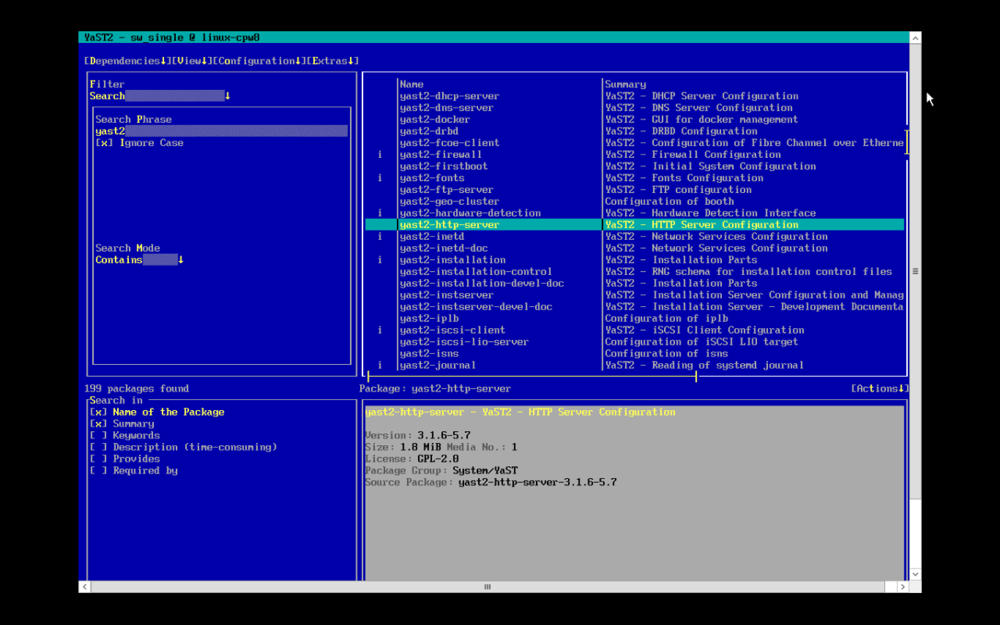 YaST2 - sw_single @ linux-cpw8
[Dependencies↓][View↓][Configuration↓][Extras↓]
Filter
Search↓
Search Phrase
yast2
[x] Ignore Case
Search Mode
Contains↓
Name Summary
yast2-dhcp-server YaST2 - DHCP Server Configuration
yast2-dns-server YaST2 - DNS Server Configuration
yast2-docker YaST2 - GUI for docker management
yast2-drbd YaST2 - DRBD Configuration
yast2-fcoe-client YaST2 - Configuration of Fibre Channel over Etherne
i yast2-firewall YaST2 - Firewall Configuration
yast2-firstboot YaST2 - Initial System Configuration
i yast2-fonts YaST2 - Fonts Configuration
yast2-ftp-server YaST2 - FTP configuration
yast2-geo-cluster Configuration of booth
i yast2-hardware-detection YaST2 - Hardware Detection Interface
yast2-http-server YaST2 - HTTP Server Configuration
i yast2-inetd YaST2 - Network Services Configuration
yast2-inetd-doc YaST2 - Network Services Configuration
i yast2-installation YaST2 - Installation Parts
yast2-installation-control YaST2 - RNG schema for installation control files
yast2-installation-devel-doc YaST2 - Installation Parts
yast2-instserver YaST2 - Installation Server Configuration and Manag
yast2-instserver-devel-doc YaST2 - Installation Server - Development Documenta
yast2-iplb Configuration of iplb
i yast2-iscsi-client YaST2 - iSCSI Client Configuration
yast2-iscsi-lio-server Configuration of iSCSI LIO target
yast2-isns Configuration of isns
i yast2-journal YaST2 - Reading of systemd journal
199 packages found
Package: yast2-http-server [Actions↓]
Search in
[x] Name of the Package
[x] Summary
[ ] Keywords
[ ] Description (time-consuming)
[ ] Provides
[ ] Required by
yast2-http-server - YaST2 - HTTP Server Configuration
Version: 3.1.6-5.7
Size: 1.8 MiB Media No.: 1
License: GPL-2.0
Package Group: System/YaST
Source Package: yast2-http-server-3.1.6-5.7